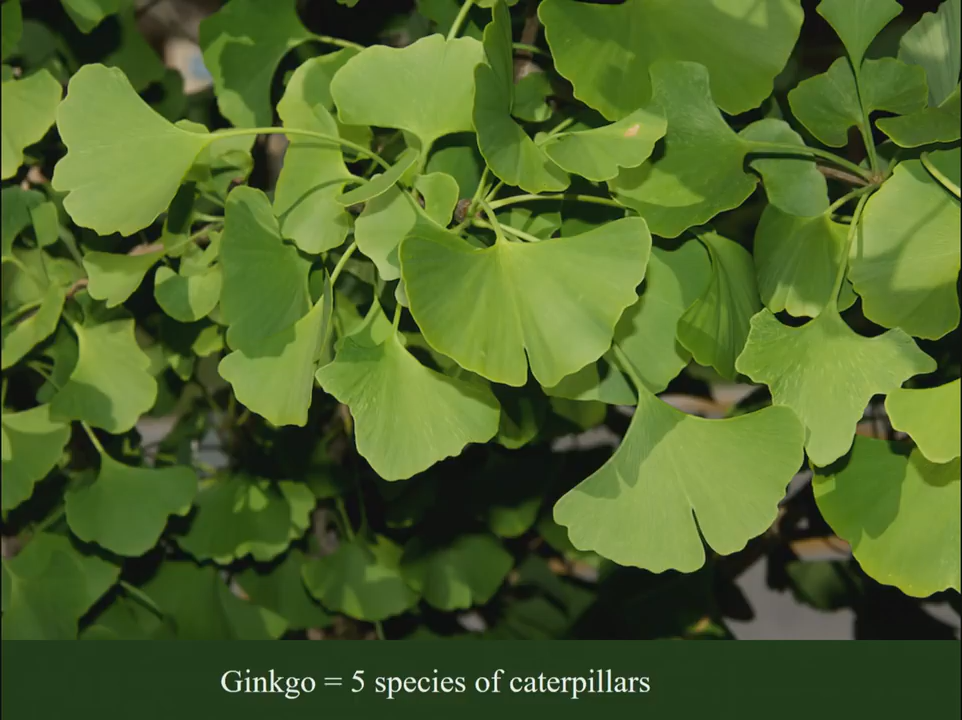 Ginkgo = 5 species of caterpillars